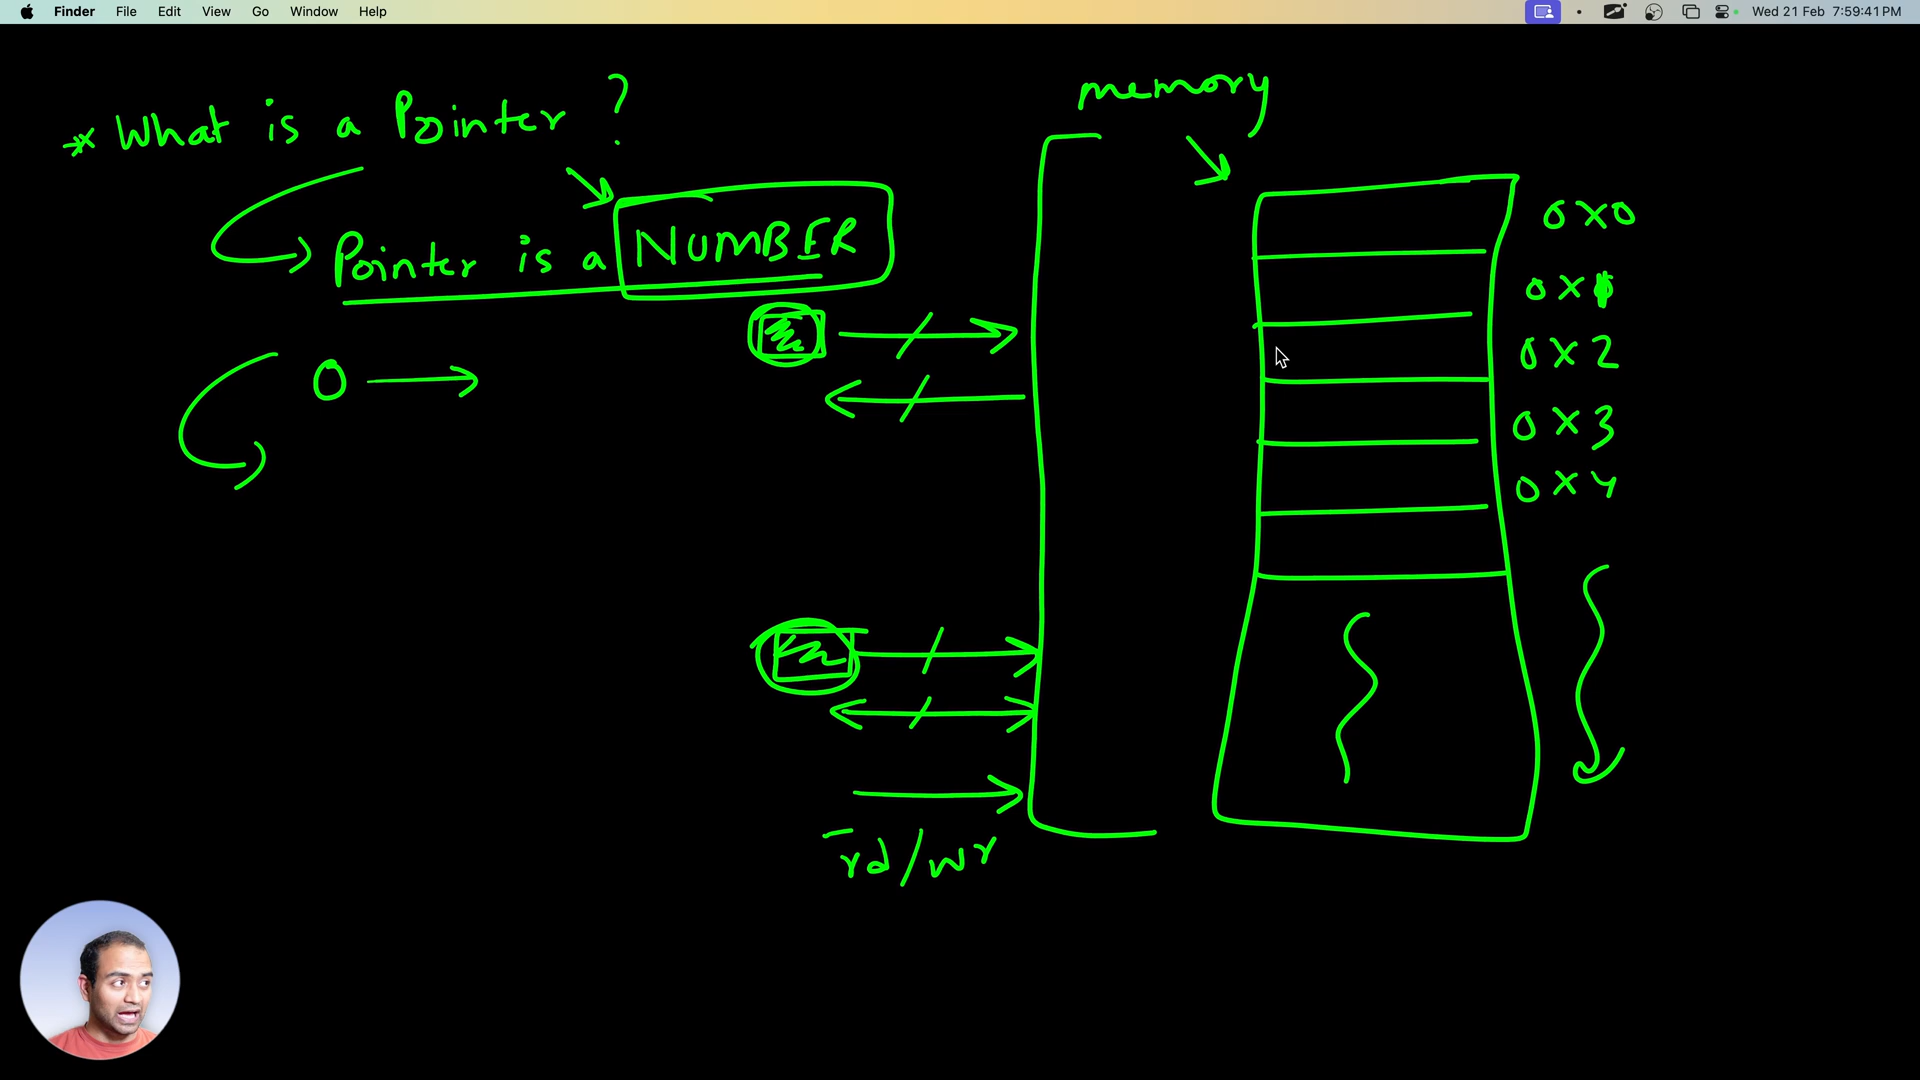 Finder File Edit View Go Window Help Wed 21 Feb 7:59:41 PM
* What is a Pointer ?
Pointer is a NUMBER
0
memory
0x0
0x1
0x2
0x3
0x4
rd/wr